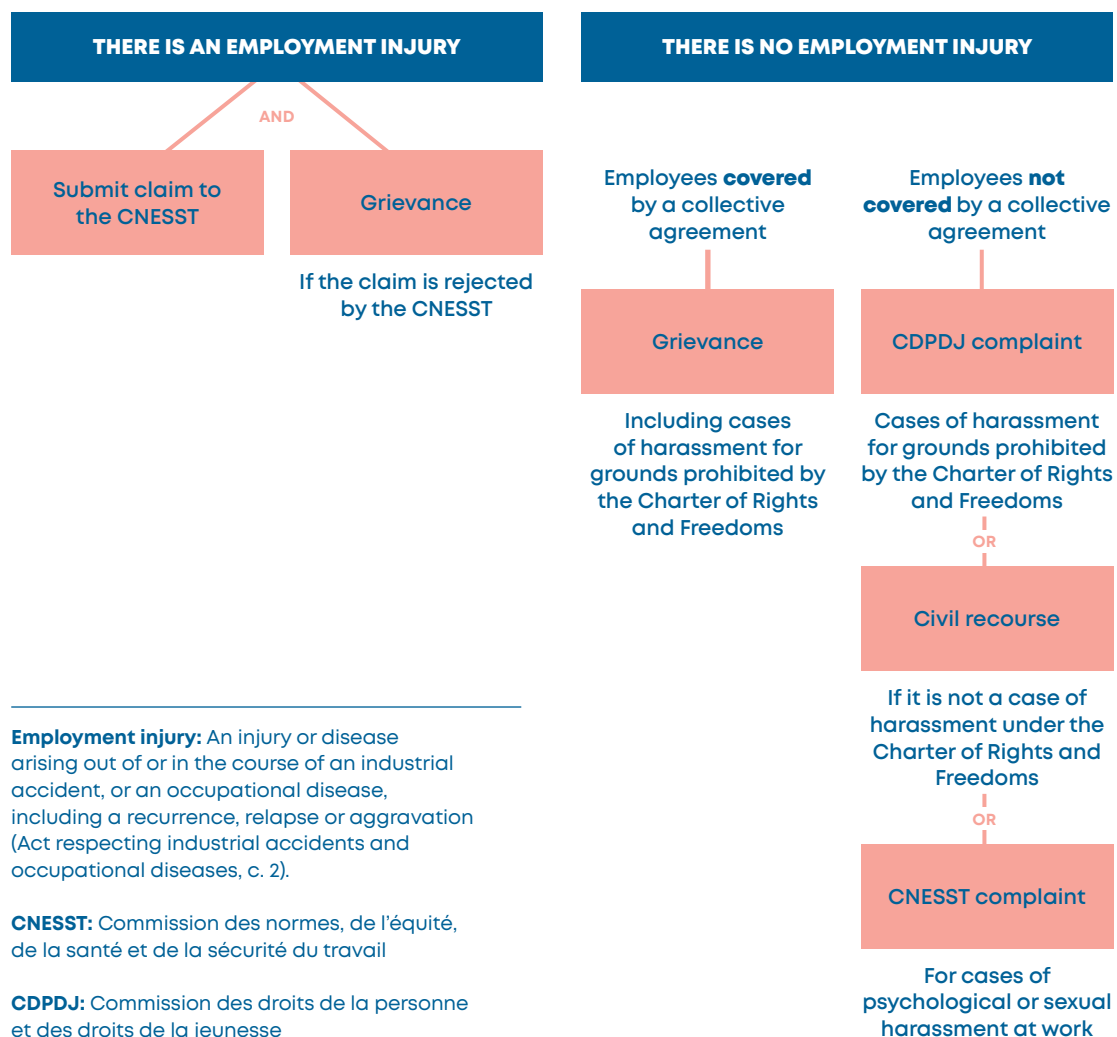 THERE IS AN EMPLOYMENT INJURY
AND
Submit claim to
the CNESST
Grievance
If the claim is rejected
by the CNESST
THERE IS NO EMPLOYMENT INJURY
Employees covered
by a collective
agreement
Grievance
Including cases
of harassment for
grounds prohibited by
the Charter of Rights
and Freedoms
Employees not
covered by a collective
agreement
CDPDJ complaint
Cases of harassment
for grounds prohibited
by the Charter of Rights
and Freedoms
OR
Civil recourse
If it is not a case of
harassment under the
Charter of Rights and
Freedoms
OR
CNESST complaint
For cases of
psychological or sexual
harassment at work
Employment injury: An injury or disease
arising out of or in the course of an industrial
accident, or an occupational disease,
including a recurrence, relapse or aggravation
(Act respecting industrial accidents and
occupational diseases, c. 2).
CNESST: Commission des normes, de l'équité,
de la santé et de la sécurité du travail
CDPDJ: Commission des droits de la personne
et des droits de la jeunesse